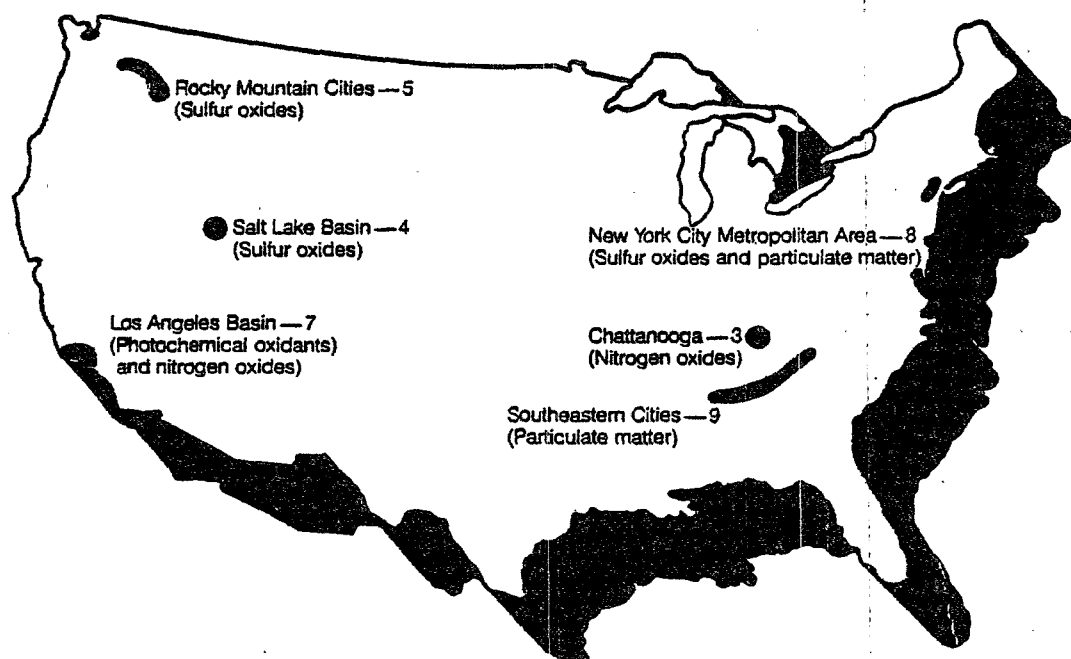 Rocky Mountain Cities — 5
(Sulfur oxides)
Salt Lake Basin — 4
(Sulfur oxides)
New York City Metropolitan Area — 8
(Sulfur oxides and particulate matter)
Los Angeles Basin — 7
(Photochemical oxidants)
and nitrogen oxides)
Chattanooga — 3
(Nitrogen oxides)
Southeastern Cities — 9
(Particulate matter)